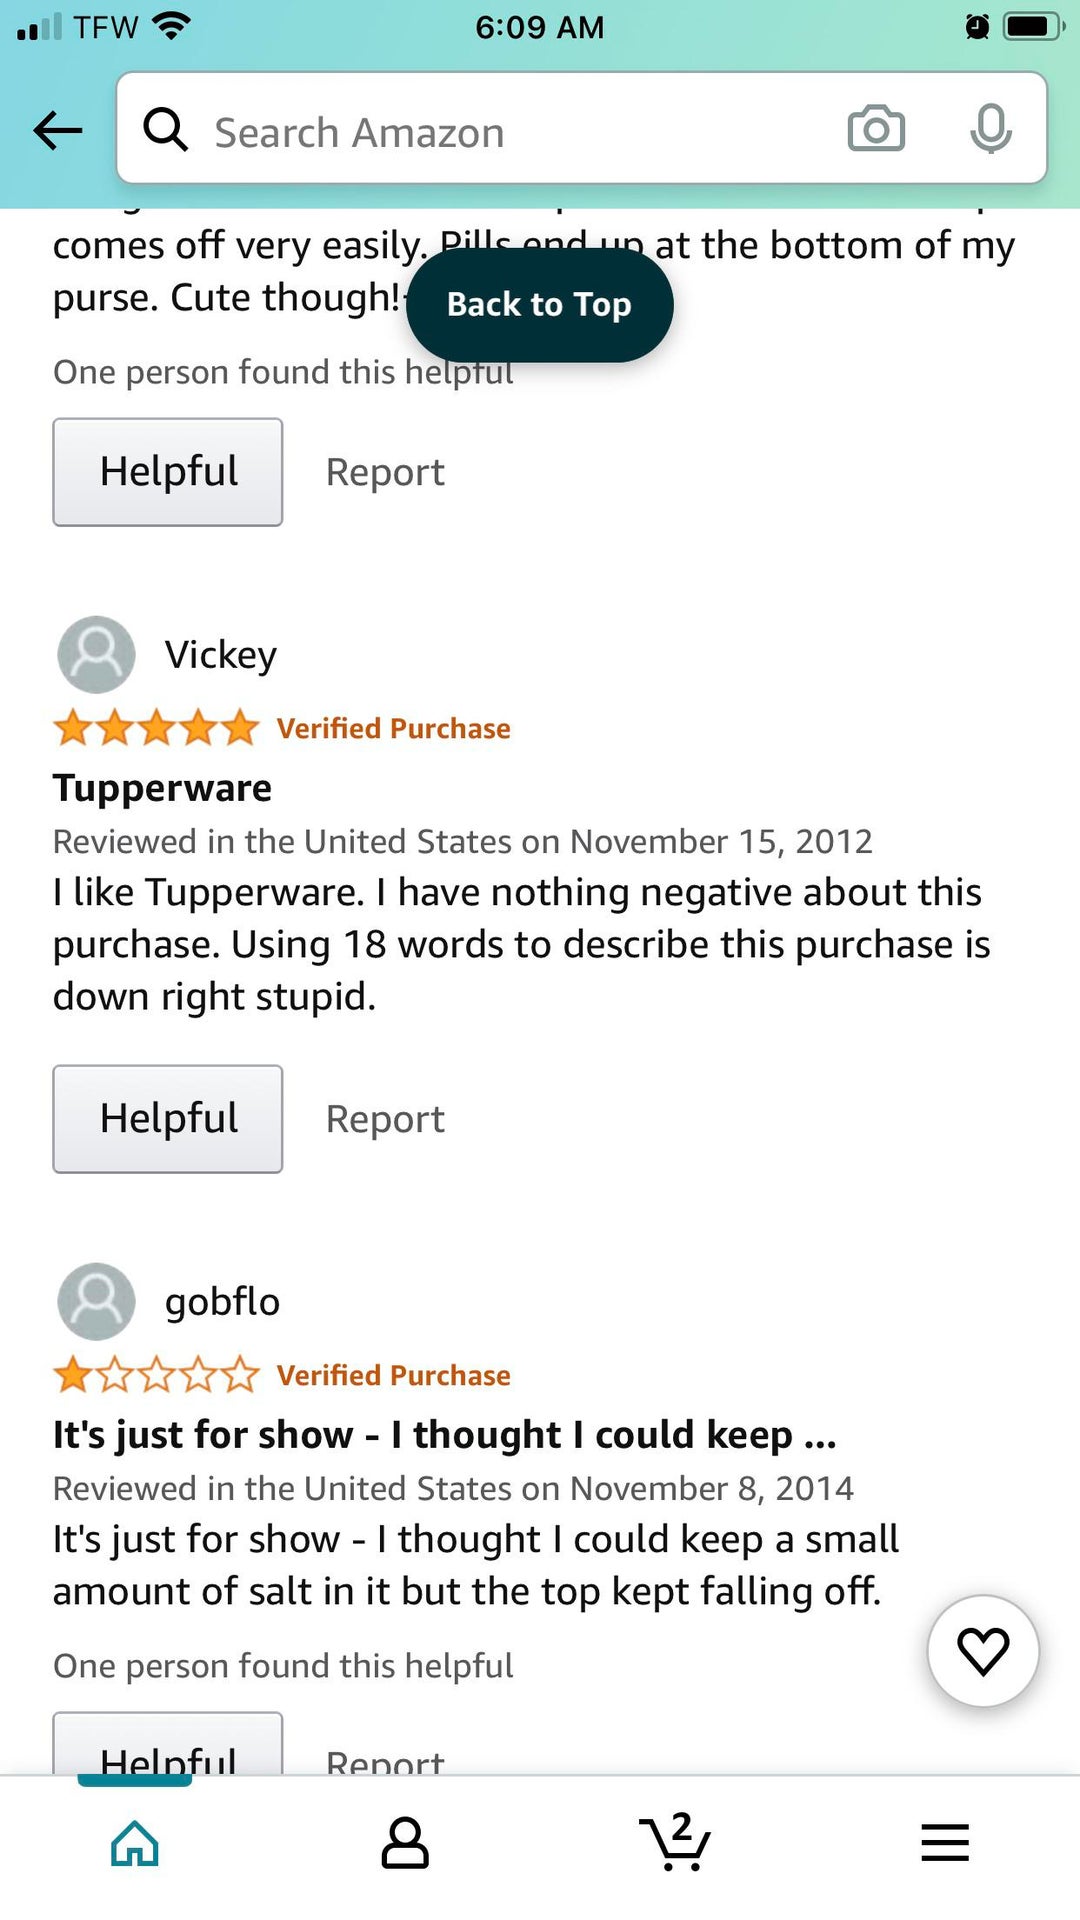 TFW
6:09 AM
Search Amazon
comes off very easily. Pills end up at the bottom of my
purse. Cute though!
Back to Top
One person found this helpful
Helpful Report
Vickey
Verified Purchase
Tupperware
Reviewed in the United States on November 15, 2012
I like Tupperware. I have nothing negative about this
purchase. Using 18 words to describe this purchase is
down right stupid.
Helpful Report
gobflo
Verified Purchase
It's just for show - I thought I could keep ...
Reviewed in the United States on November 8, 2014
It's just for show - I thought I could keep a small
amount of salt in it but the top kept falling off.
One person found this helpful
Helpful Report
2